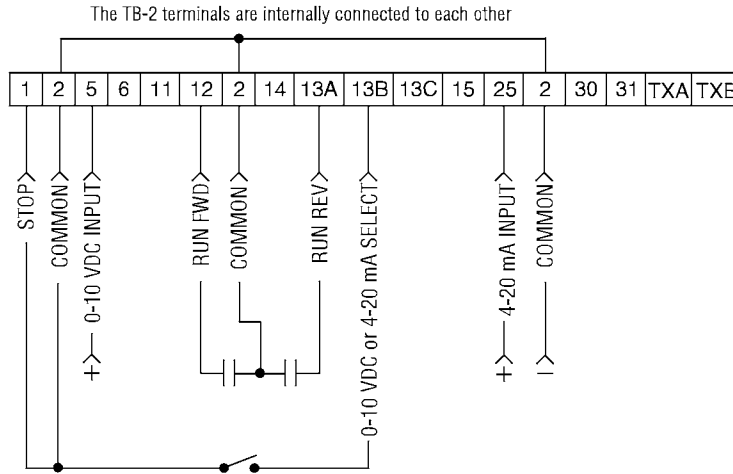 The TB-2 terminals are internally connected to each other
1 2 5 6 11 12 2 14 13A 13B 13C 15 25 2 30 31 TXA TXB
STOP
COMMON
0-10 VDC INPUT
+
RUN FWD
COMMON
RUN REV
0-10 VDC or 4-20 mA SELECT
4-20 mA INPUT
+
COMMON
–